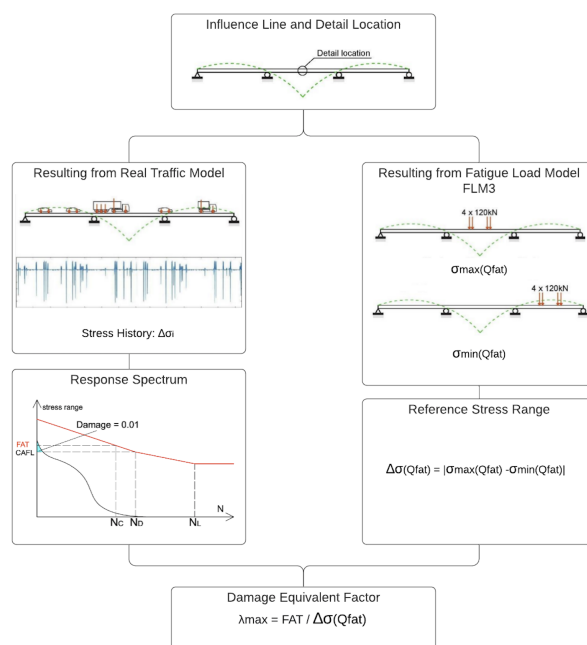 Influence Line and Detail Location
Detail location
Resulting from Real Traffic Model
Stress History: Δσi
Resulting from Fatigue Load Model
FLM3
4 x 120kN
σmax(Qfat)
4 x 120kN
σmin(Qfat)
Response Spectrum
stress range
Damage = 0.01
FAT
CAFL
N
NC ND NL
Reference Stress Range
Δσ(Qfat) = |σmax(Qfat) -σmin(Qfat)|
Damage Equivalent Factor
λmax = FAT / Δσ(Qfat)